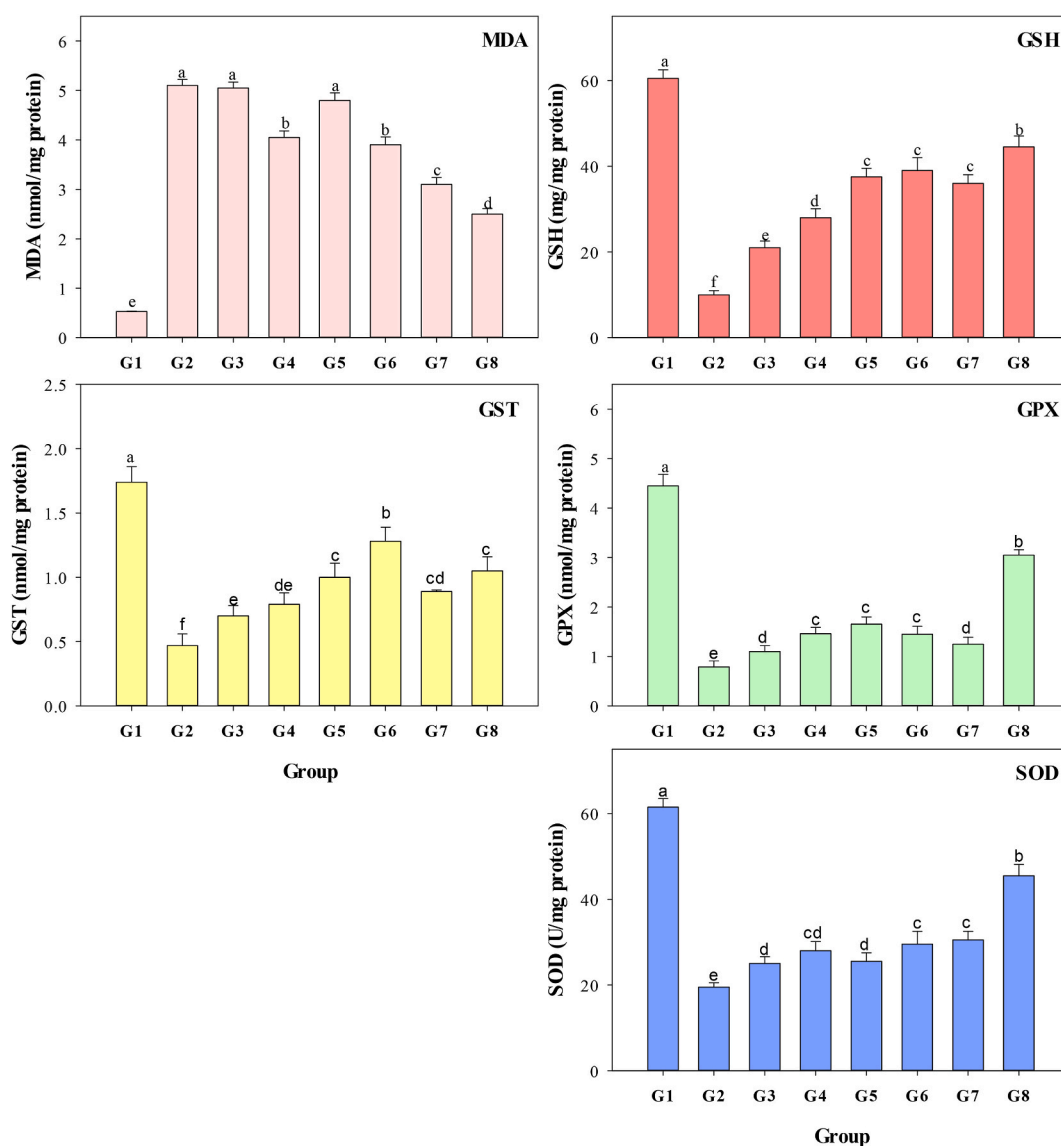 MDA
MDA (nmol/mg protein)
6
5
4
3
2
1
0
a
a
a
b
b
c
d
e
G1 G2 G3 G4 G5 G6 G7 G8
GSH
GSH (mg/mg protein)
60
40
20
0
a
b
c
c
c
d
e
f
G1 G2 G3 G4 G5 G6 G7 G8
GST
GST (nmol/mg protein)
2.5
2.0
1.5
1.0
0.5
0.0
a
f
e
de
c
b
cd
c
G1 G2 G3 G4 G5 G6 G7 G8
Group
GPX
GPX (nmol/mg protein)
6
5
4
3
2
1
0
a
e
d
c
c
c
d
b
G1 G2 G3 G4 G5 G6 G7 G8
SOD
SOD (U/mg protein)
60
40
20
0
a
e
d
cd
d
c
c
b
G1 G2 G3 G4 G5 G6 G7 G8
Group